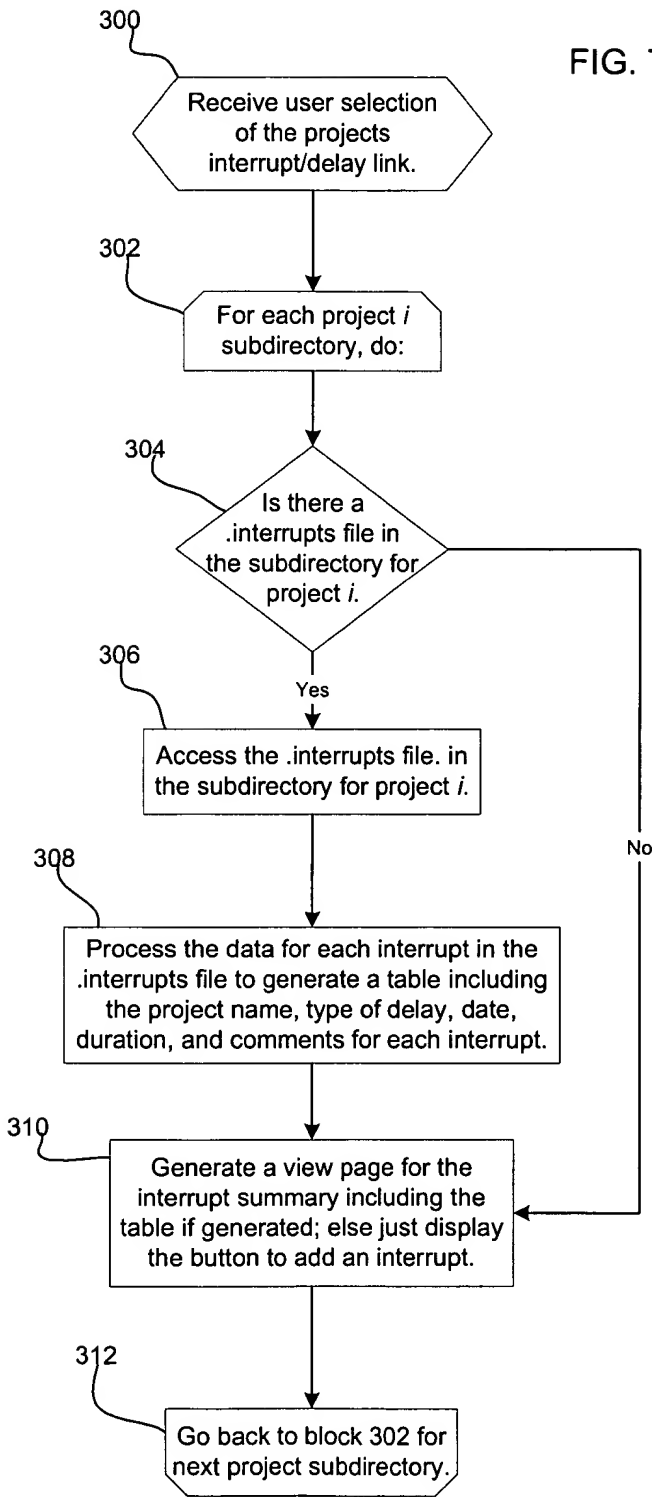 300
FIG.
Receive user selection
of the projects
interrupt/delay link.
302
For each project i
subdirectory, do:
304
Is there a
.interrupts file in
the subdirectory for
project i.
306
Yes
Access the .interrupts file. in
the subdirectory for project i.
No
308
Process the data for each interrupt in the
.interrupts file to generate a table including
the project name, type of delay, date,
duration, and comments for each interrupt.
310
Generate a view page for the
interrupt summary including the
table if generated; else just display
the button to add an interrupt.
312
Go back to block 302 for
next project subdirectory.